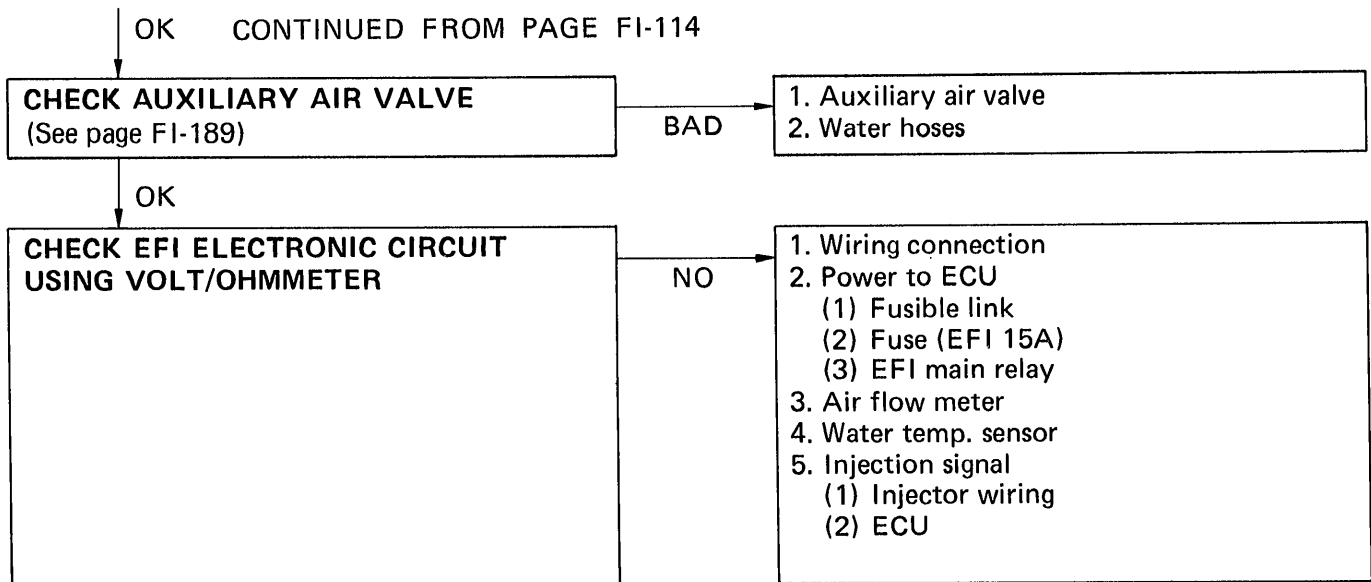 OK CONTINUED FROM PAGE FI-114
CHECK AUXILIARY AIR VALVE
(See page FI-189)
BAD
1. Auxiliary air valve
2. Water hoses
OK
CHECK EFI ELECTRONIC CIRCUIT
USING VOLT/OHMMETER
NO
1. Wiring connection
2. Power to ECU
(1) Fusible link
(2) Fuse (EFI 15A)
(3) EFI main relay
3. Air flow meter
4. Water temp. sensor
5. Injection signal
(1) Injector wiring
(2) ECU